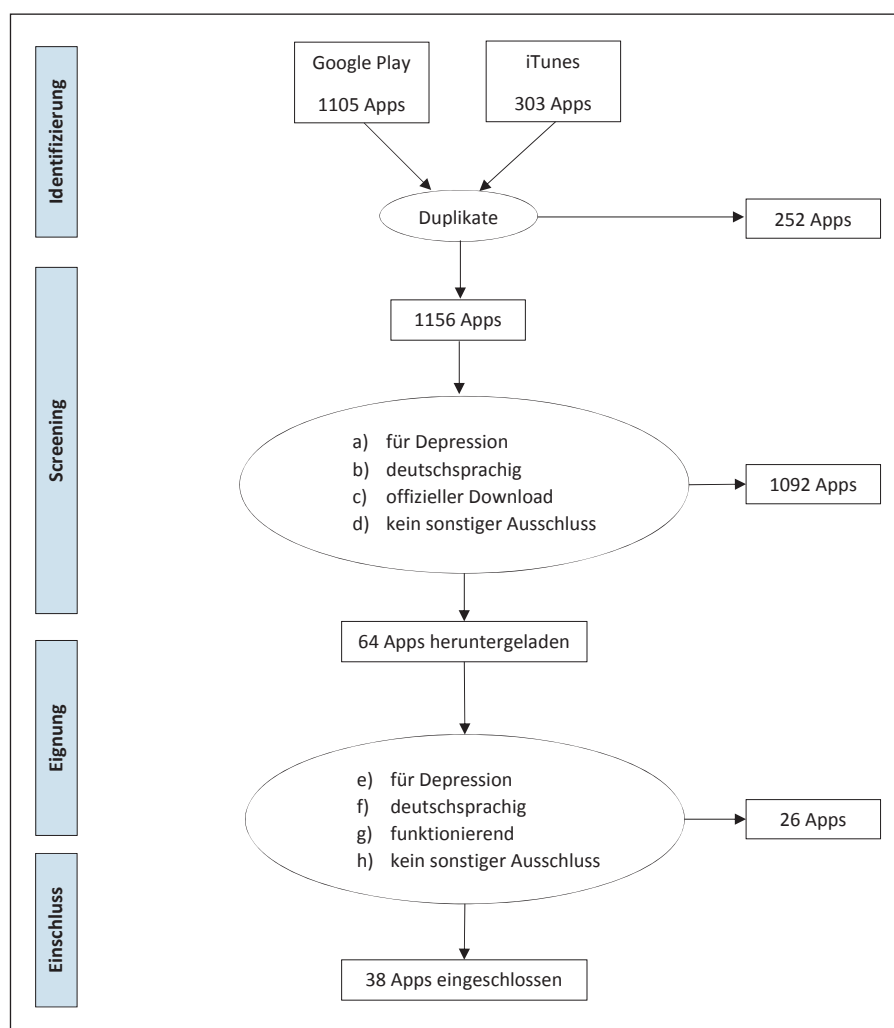 Identifizierung
Google Play
1105 Apps
iTunes
303 Apps
Duplikate
252 Apps
Screening
1156 Apps
a) für Depression
b) deutschsprachig
c) offizieller Download
d) kein sonstiger Ausschluss
1092 Apps
64 Apps heruntergeladen
Eignung
e) für Depression
f) deutschsprachig
g) funktionierend
h) kein sonstiger Ausschluss
26 Apps
Einschluss
38 Apps eingeschlossen